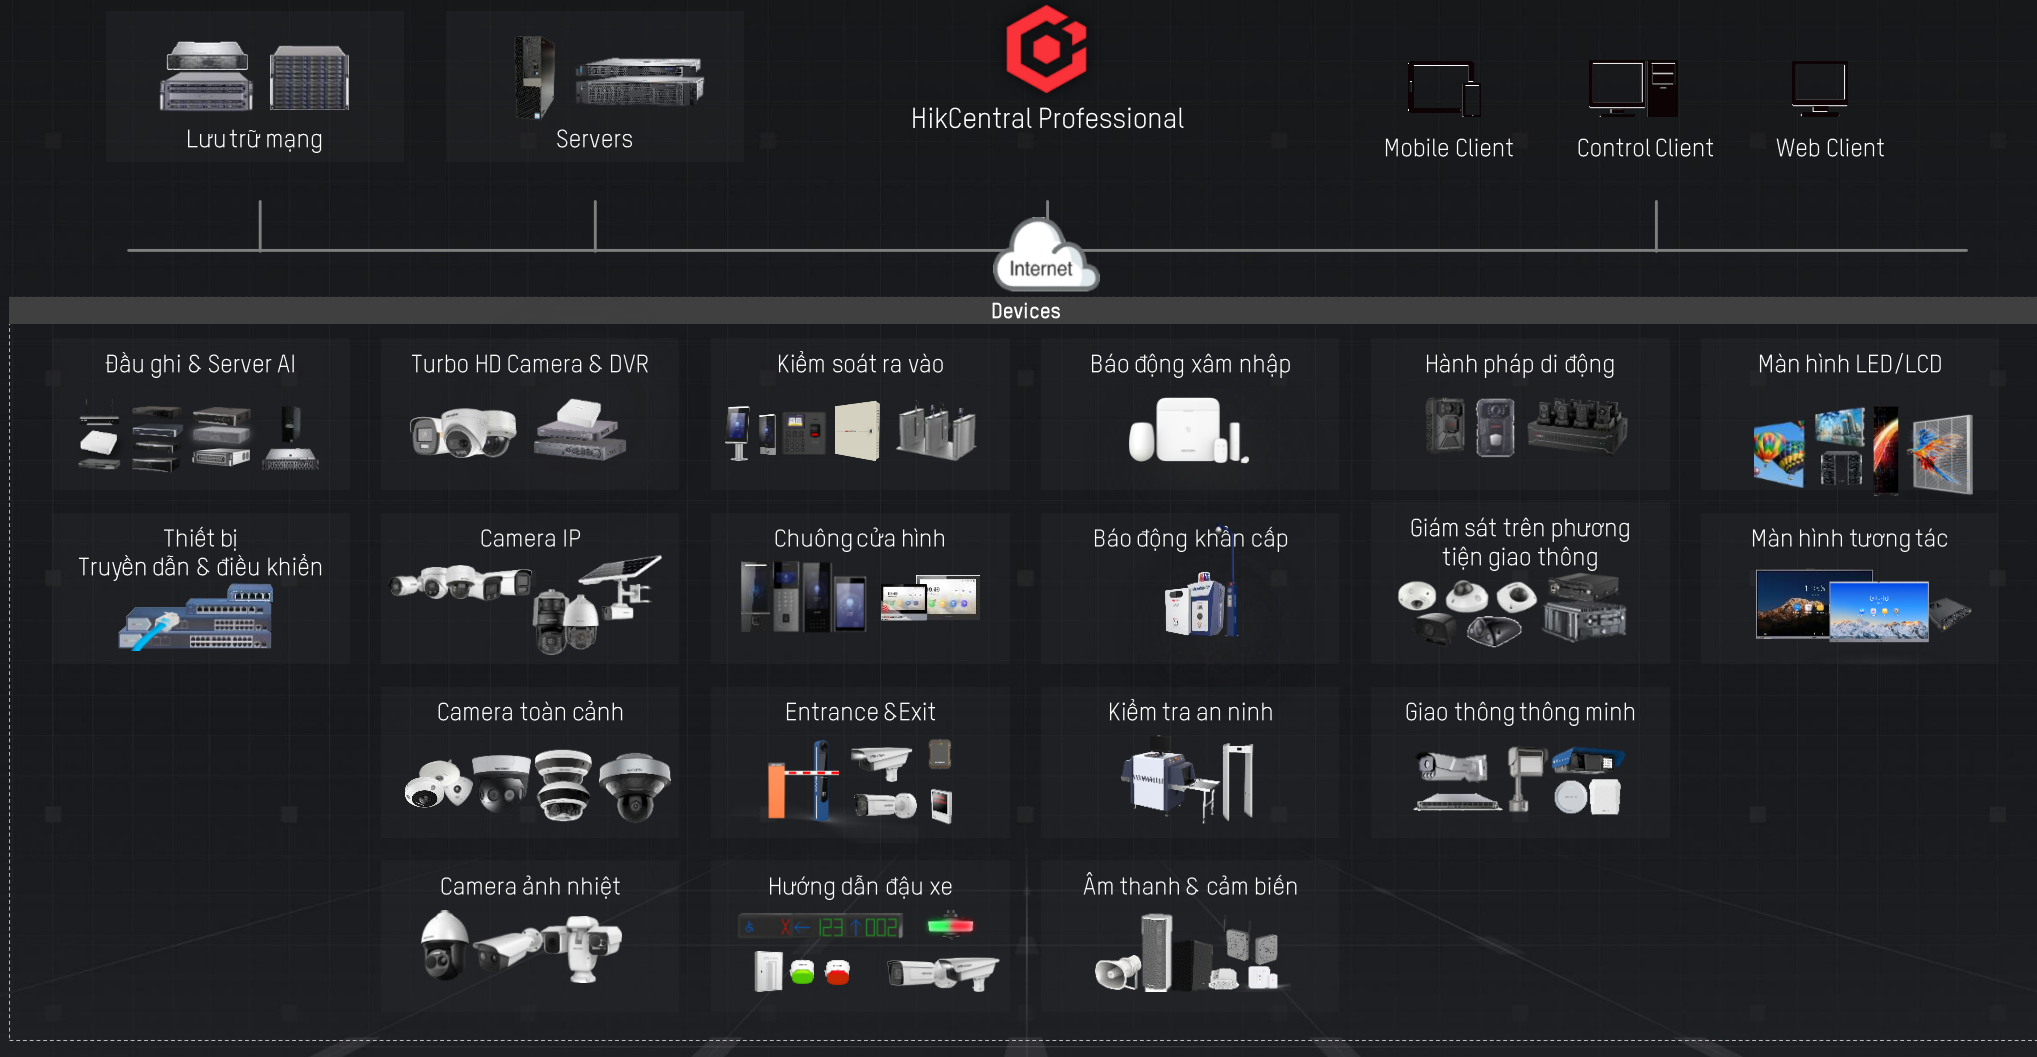 HikCentral Professional
Lưu trữ mạng
Servers
Mobile Client
Control Client
Web Client
Internet
Devices
Đầu ghi & Server AI
Turbo HD Camera & DVR
Kiểm soát ra vào
Báo động xâm nhập
Hành pháp di động
Màn hình LED/LCD
Thiết bị
Truyền dẫn & điều khiển
Camera IP
Chuông cửa hình
Báo động khẩn cấp
Giám sát trên phương
tiện giao thông
Màn hình tương tác
Camera toàn cảnh
Entrance &Exit
Kiểm tra an ninh
Giao thông thông minh
Camera ảnh nhiệt
Hướng dẫn đậu xe
X ← 123 ↑ 002
Âm thanh & cảm biến